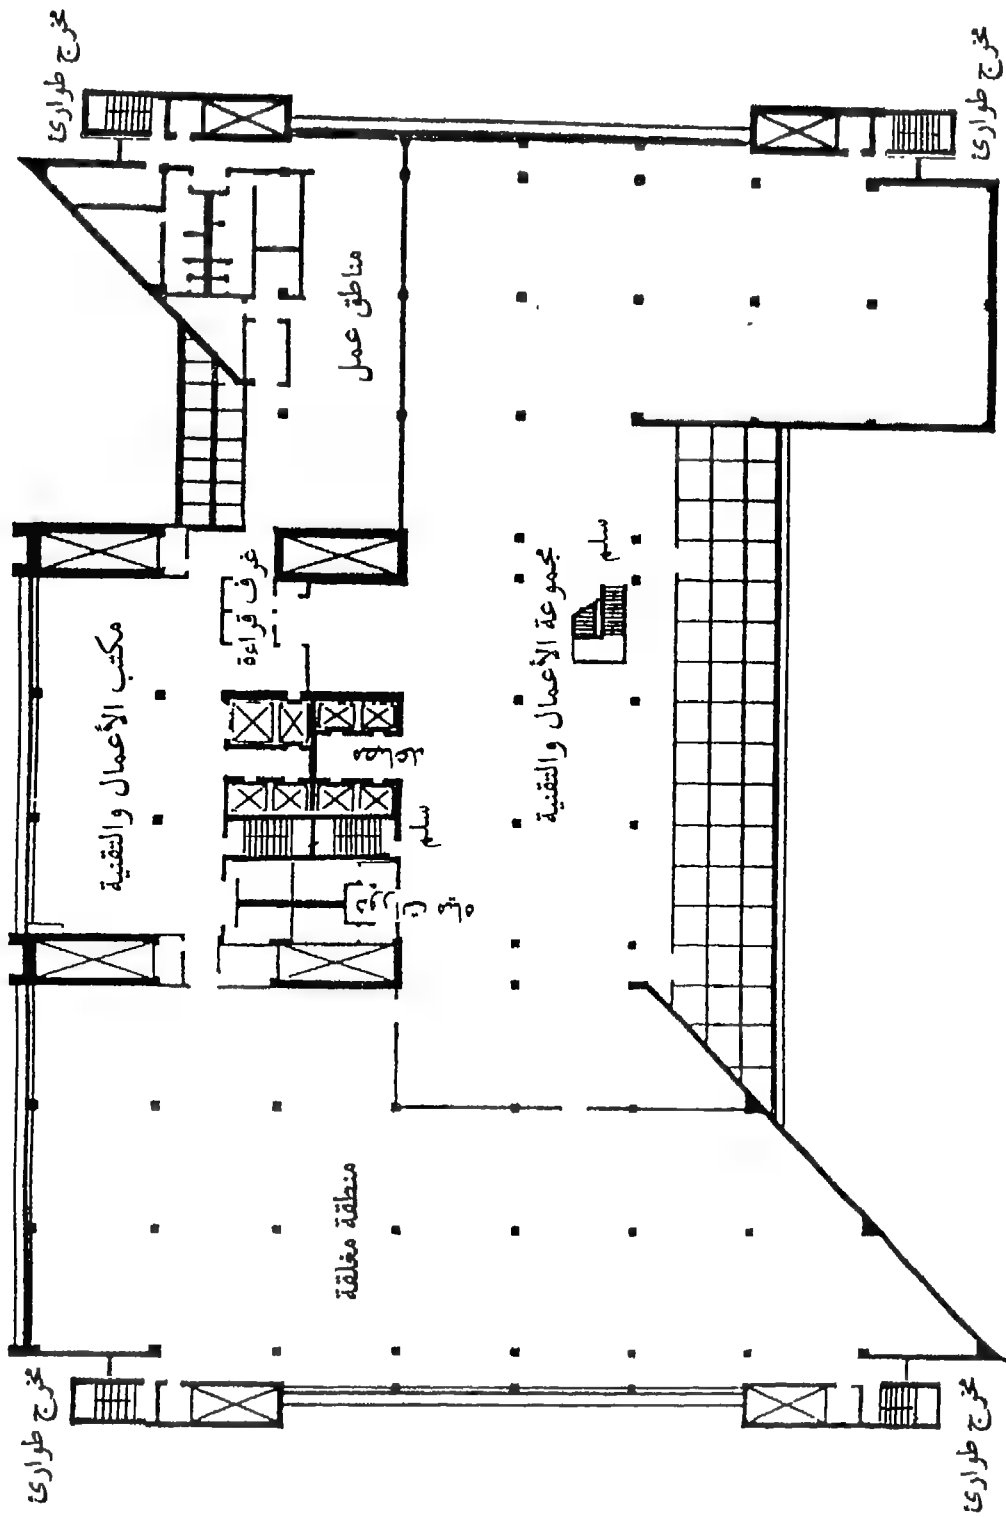 مخرج طوارئ
مخرج طوارئ
مناطق عمل
غرف قراءة
مكتب الأعمال والتقنية
سلم
مجموعة الأعمال والتقنية
سلم
منطقة مغلقة
مخرج طوارئ
مخرج طوارئ